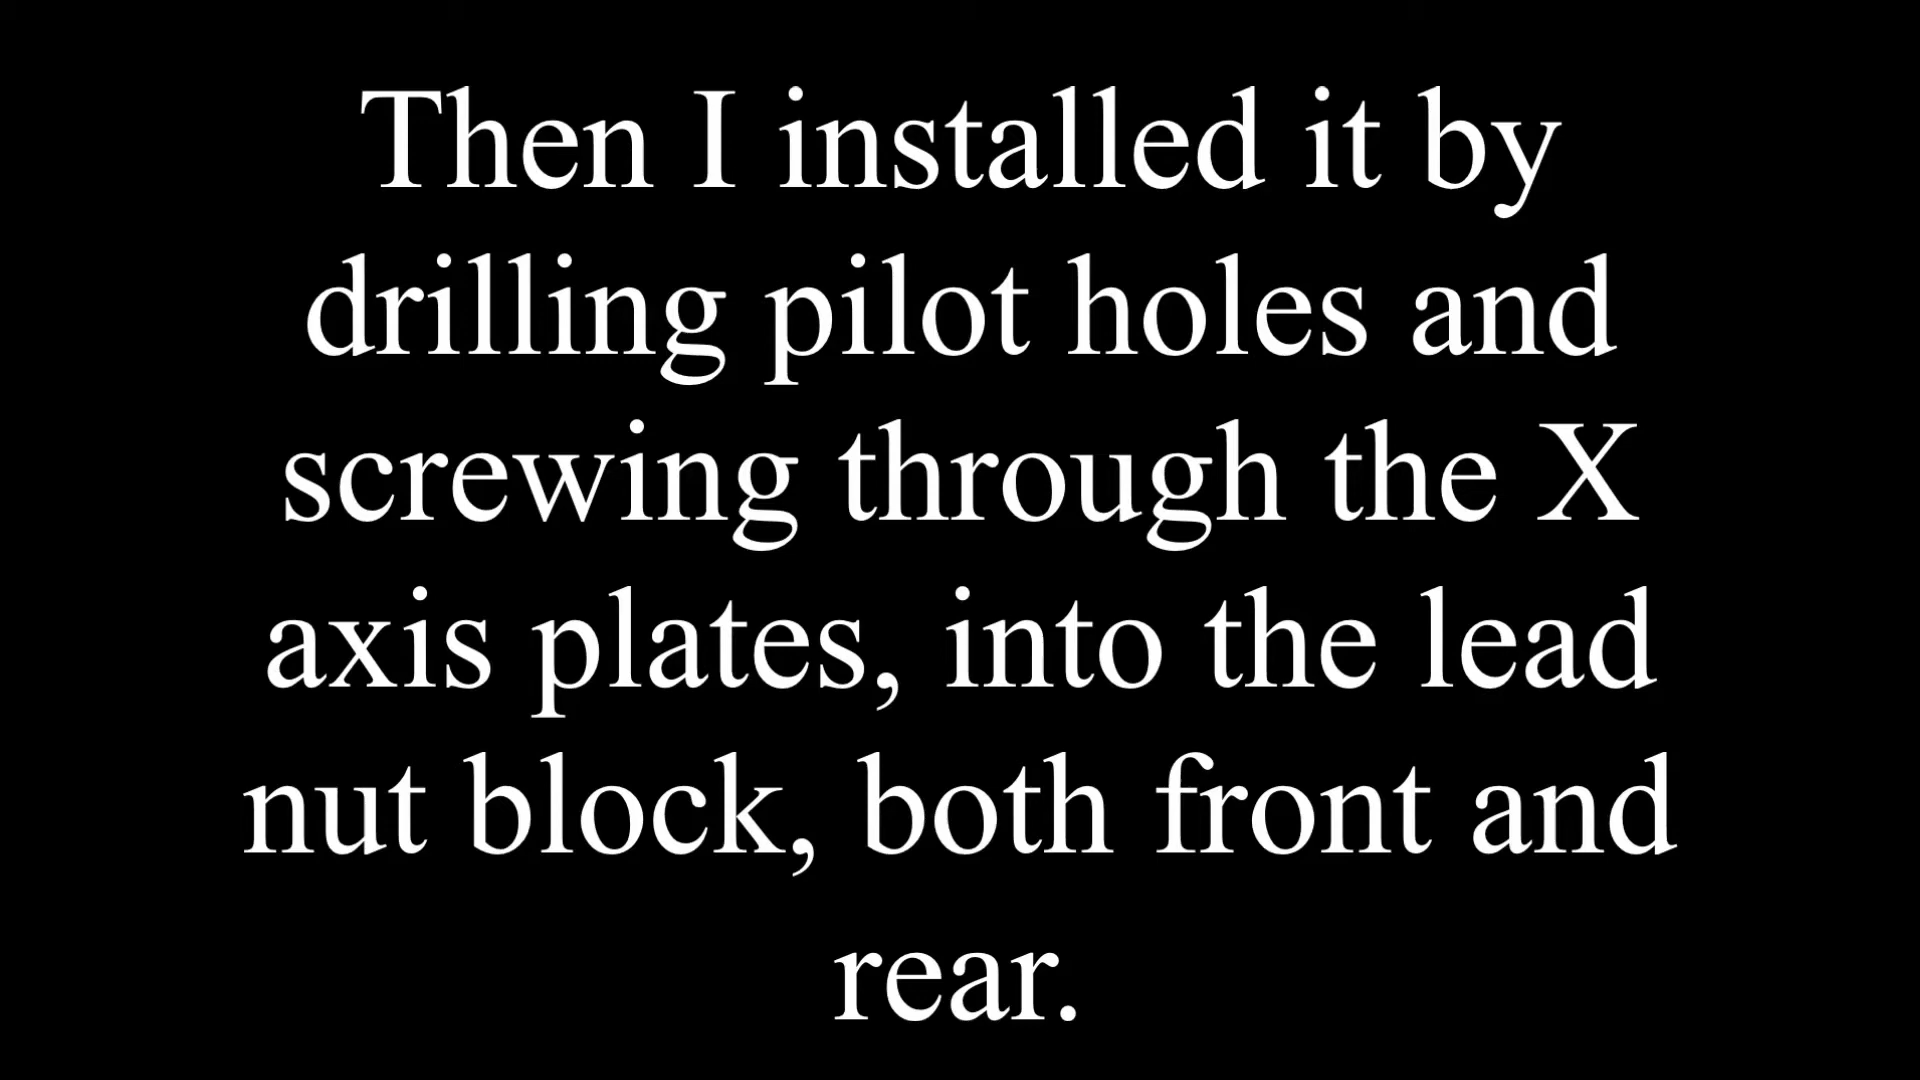 Then I installed it by
drilling pilot holes and
screwing through the X
axis plates, into the lead
nut block, both front and
rear.